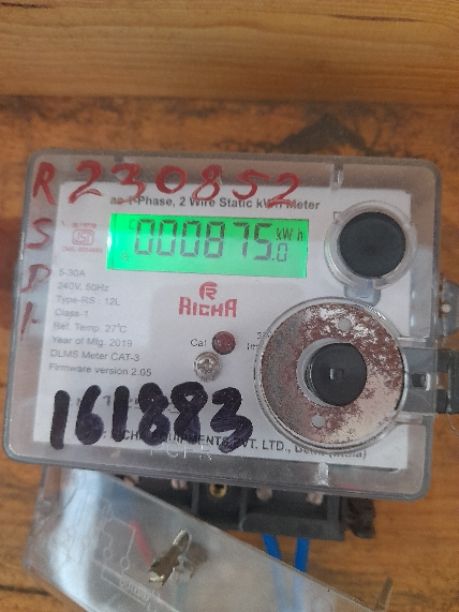 R 230852
ac 1-Phase, 2 Wire Static kWh Meter
S
D
000875.0 kWh
5-30A
240V, 50Hz
Type-RS : 12L
Class-1
Ref. Temp. 27°C
Year of Mfg. 2019
DLMS Meter CAT-3
Firmware version 2.05
RICHA
Cal
161883
EQUIPMENTS PVT. LTD., Delhi (India)